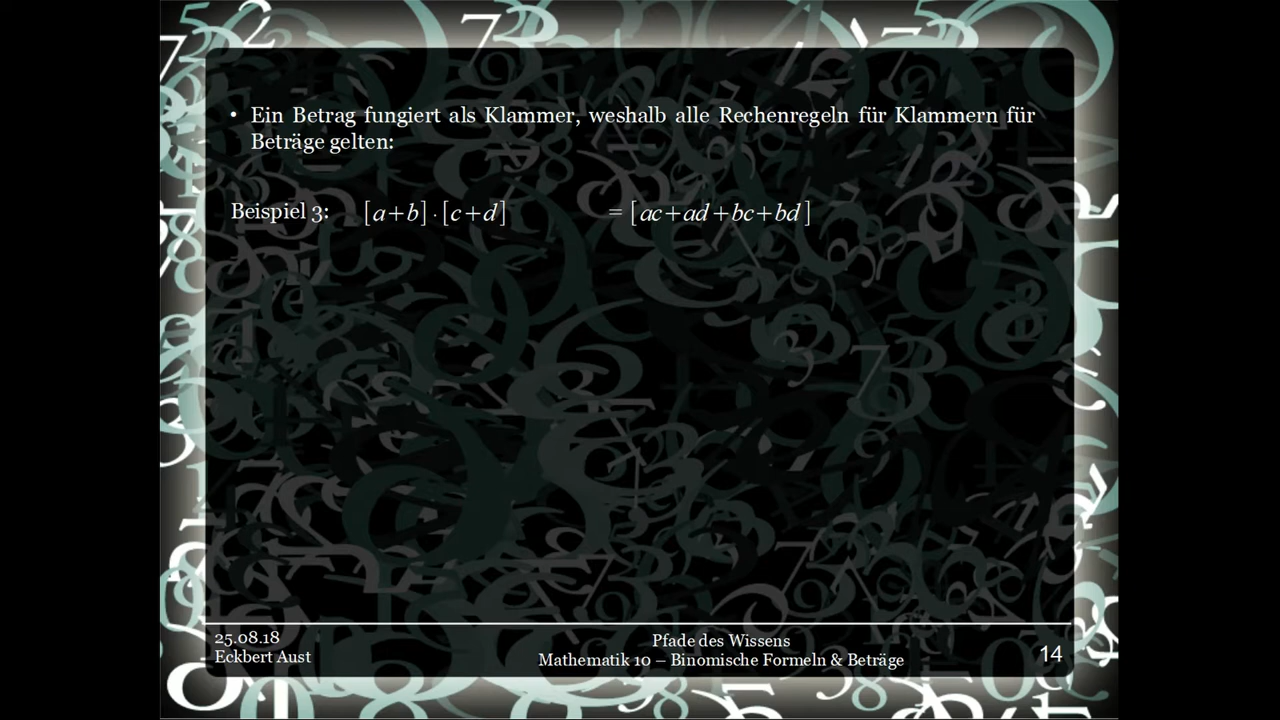 • Ein Betrag fungiert als Klammer, weshalb alle Rechenregeln für Klammern für
Beträge gelten:
Beispiel 3: [a+b]·[c+d] =[ac+ad+bc+bd]
25.08.18
Eckbert Aust
Pfade des Wissens
Mathematik 10 – Binomische Formeln & Beträge
14